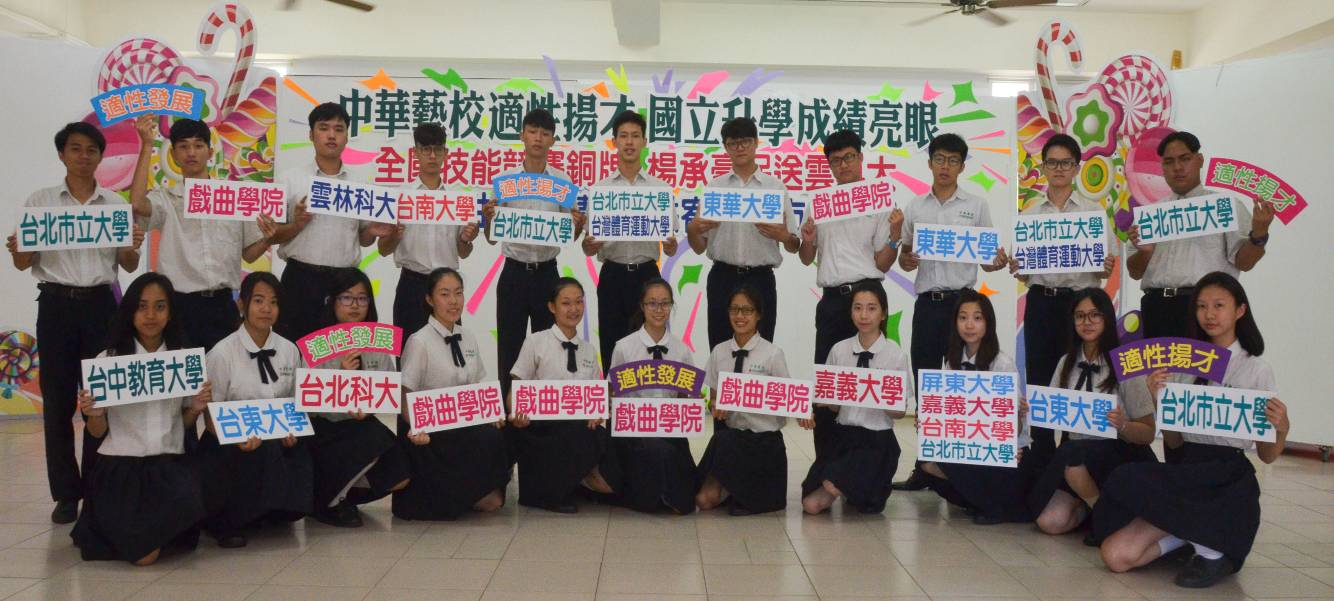 適性發展
中華藝校適性揚才 國立升學成績亮眼
全國技能競賽銅牌 楊承
送雲
大
適性揚才
適性揚才
台北市立大學
戲曲學院
雲林科大
台南大學
台北市立大學
台北市立大學
台灣體育運動大學
東華大學
戲曲學院
東華大學
台北市立大學
台灣體育運動大學
台北市立大學
適性發展
適性發展
適性揚才
台中教育大學
台東大學
台北科大
戲曲學院
戲曲學院
戲曲學院
戲曲學院
嘉義大學
屏東大學
嘉義大學
台南大學
台北市立大學
台東大學
台北市立大學